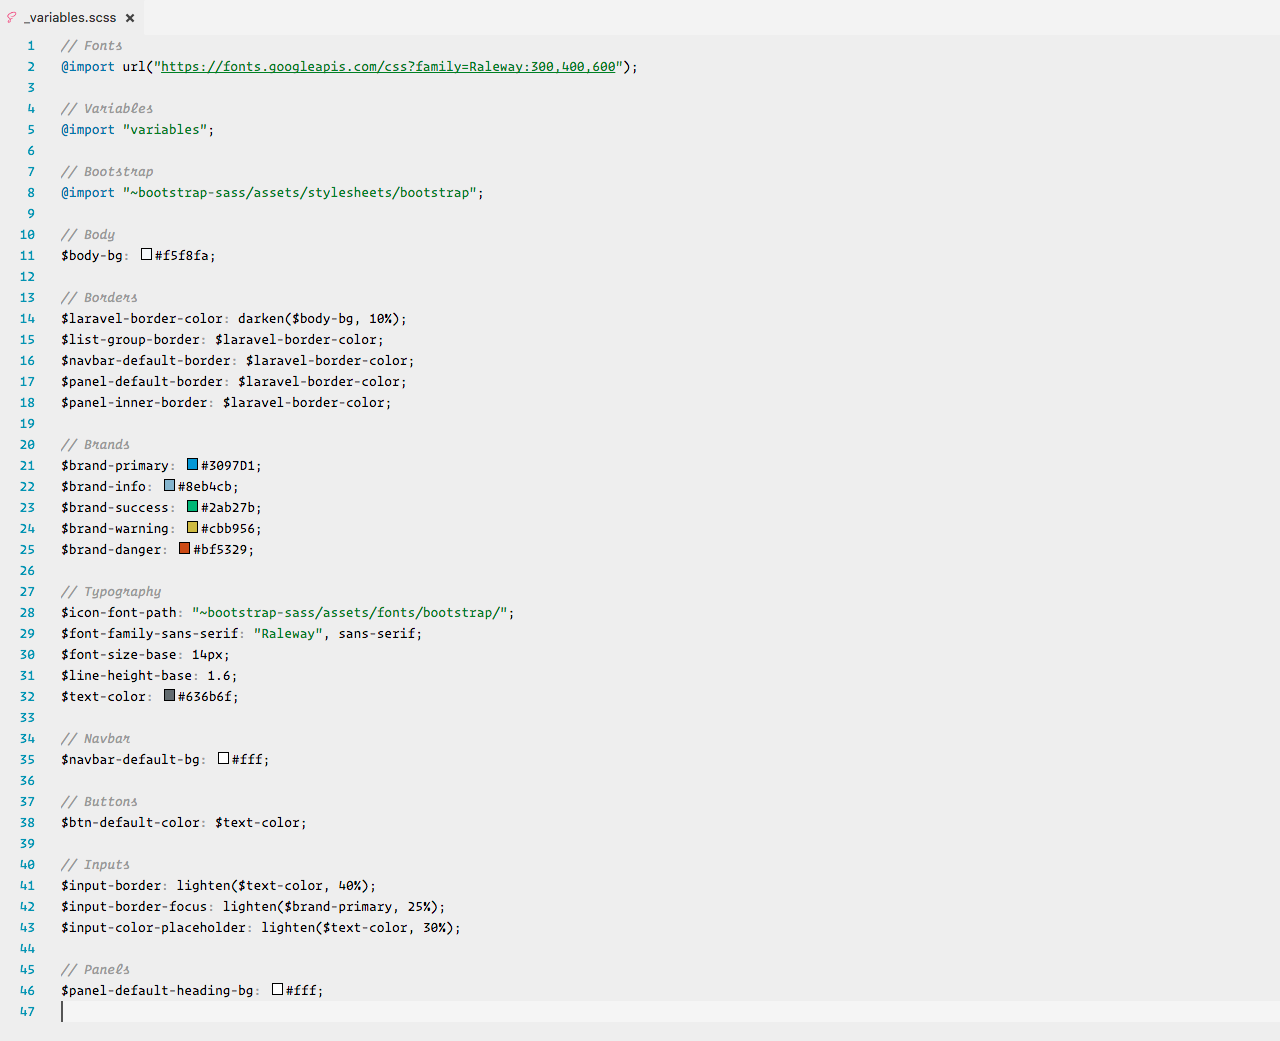 _variables.scss ×
1 // Fonts
2 @import url("https://fonts.googleapis.com/css?family=Raleway:300,400,600");
3
4 // Variables
5 @import "variables";
6
7 // Bootstrap
8 @import "~bootstrap-sass/assets/stylesheets/bootstrap";
9
10 // Body
11 $body-bg: #f5f8fa;
12
13 // Borders
14 $laravel-border-color: darken($body-bg, 10%);
15 $list-group-border: $laravel-border-color;
16 $navbar-default-border: $laravel-border-color;
17 $panel-default-border: $laravel-border-color;
18 $panel-inner-border: $laravel-border-color;
19
20 // Brands
21 $brand-primary: #3097D1;
22 $brand-info: #8eb4cb;
23 $brand-success: #2ab27b;
24 $brand-warning: #cbb956;
25 $brand-danger: #bf5329;
26
27 // Typography
28 $icon-font-path: "~bootstrap-sass/assets/fonts/bootstrap/";
29 $font-family-sans-serif: "Raleway", sans-serif;
30 $font-size-base: 14px;
31 $line-height-base: 1.6;
32 $text-color: #636b6f;
33
34 // Navbar
35 $navbar-default-bg: #fff;
36
37 // Buttons
38 $btn-default-color: $text-color;
39
40 // Inputs
41 $input-border: lighten($text-color, 40%);
42 $input-border-focus: lighten($brand-primary, 25%);
43 $input-color-placeholder: lighten($text-color, 30%);
44
45 // Panels
46 $panel-default-heading-bg: #fff;
47